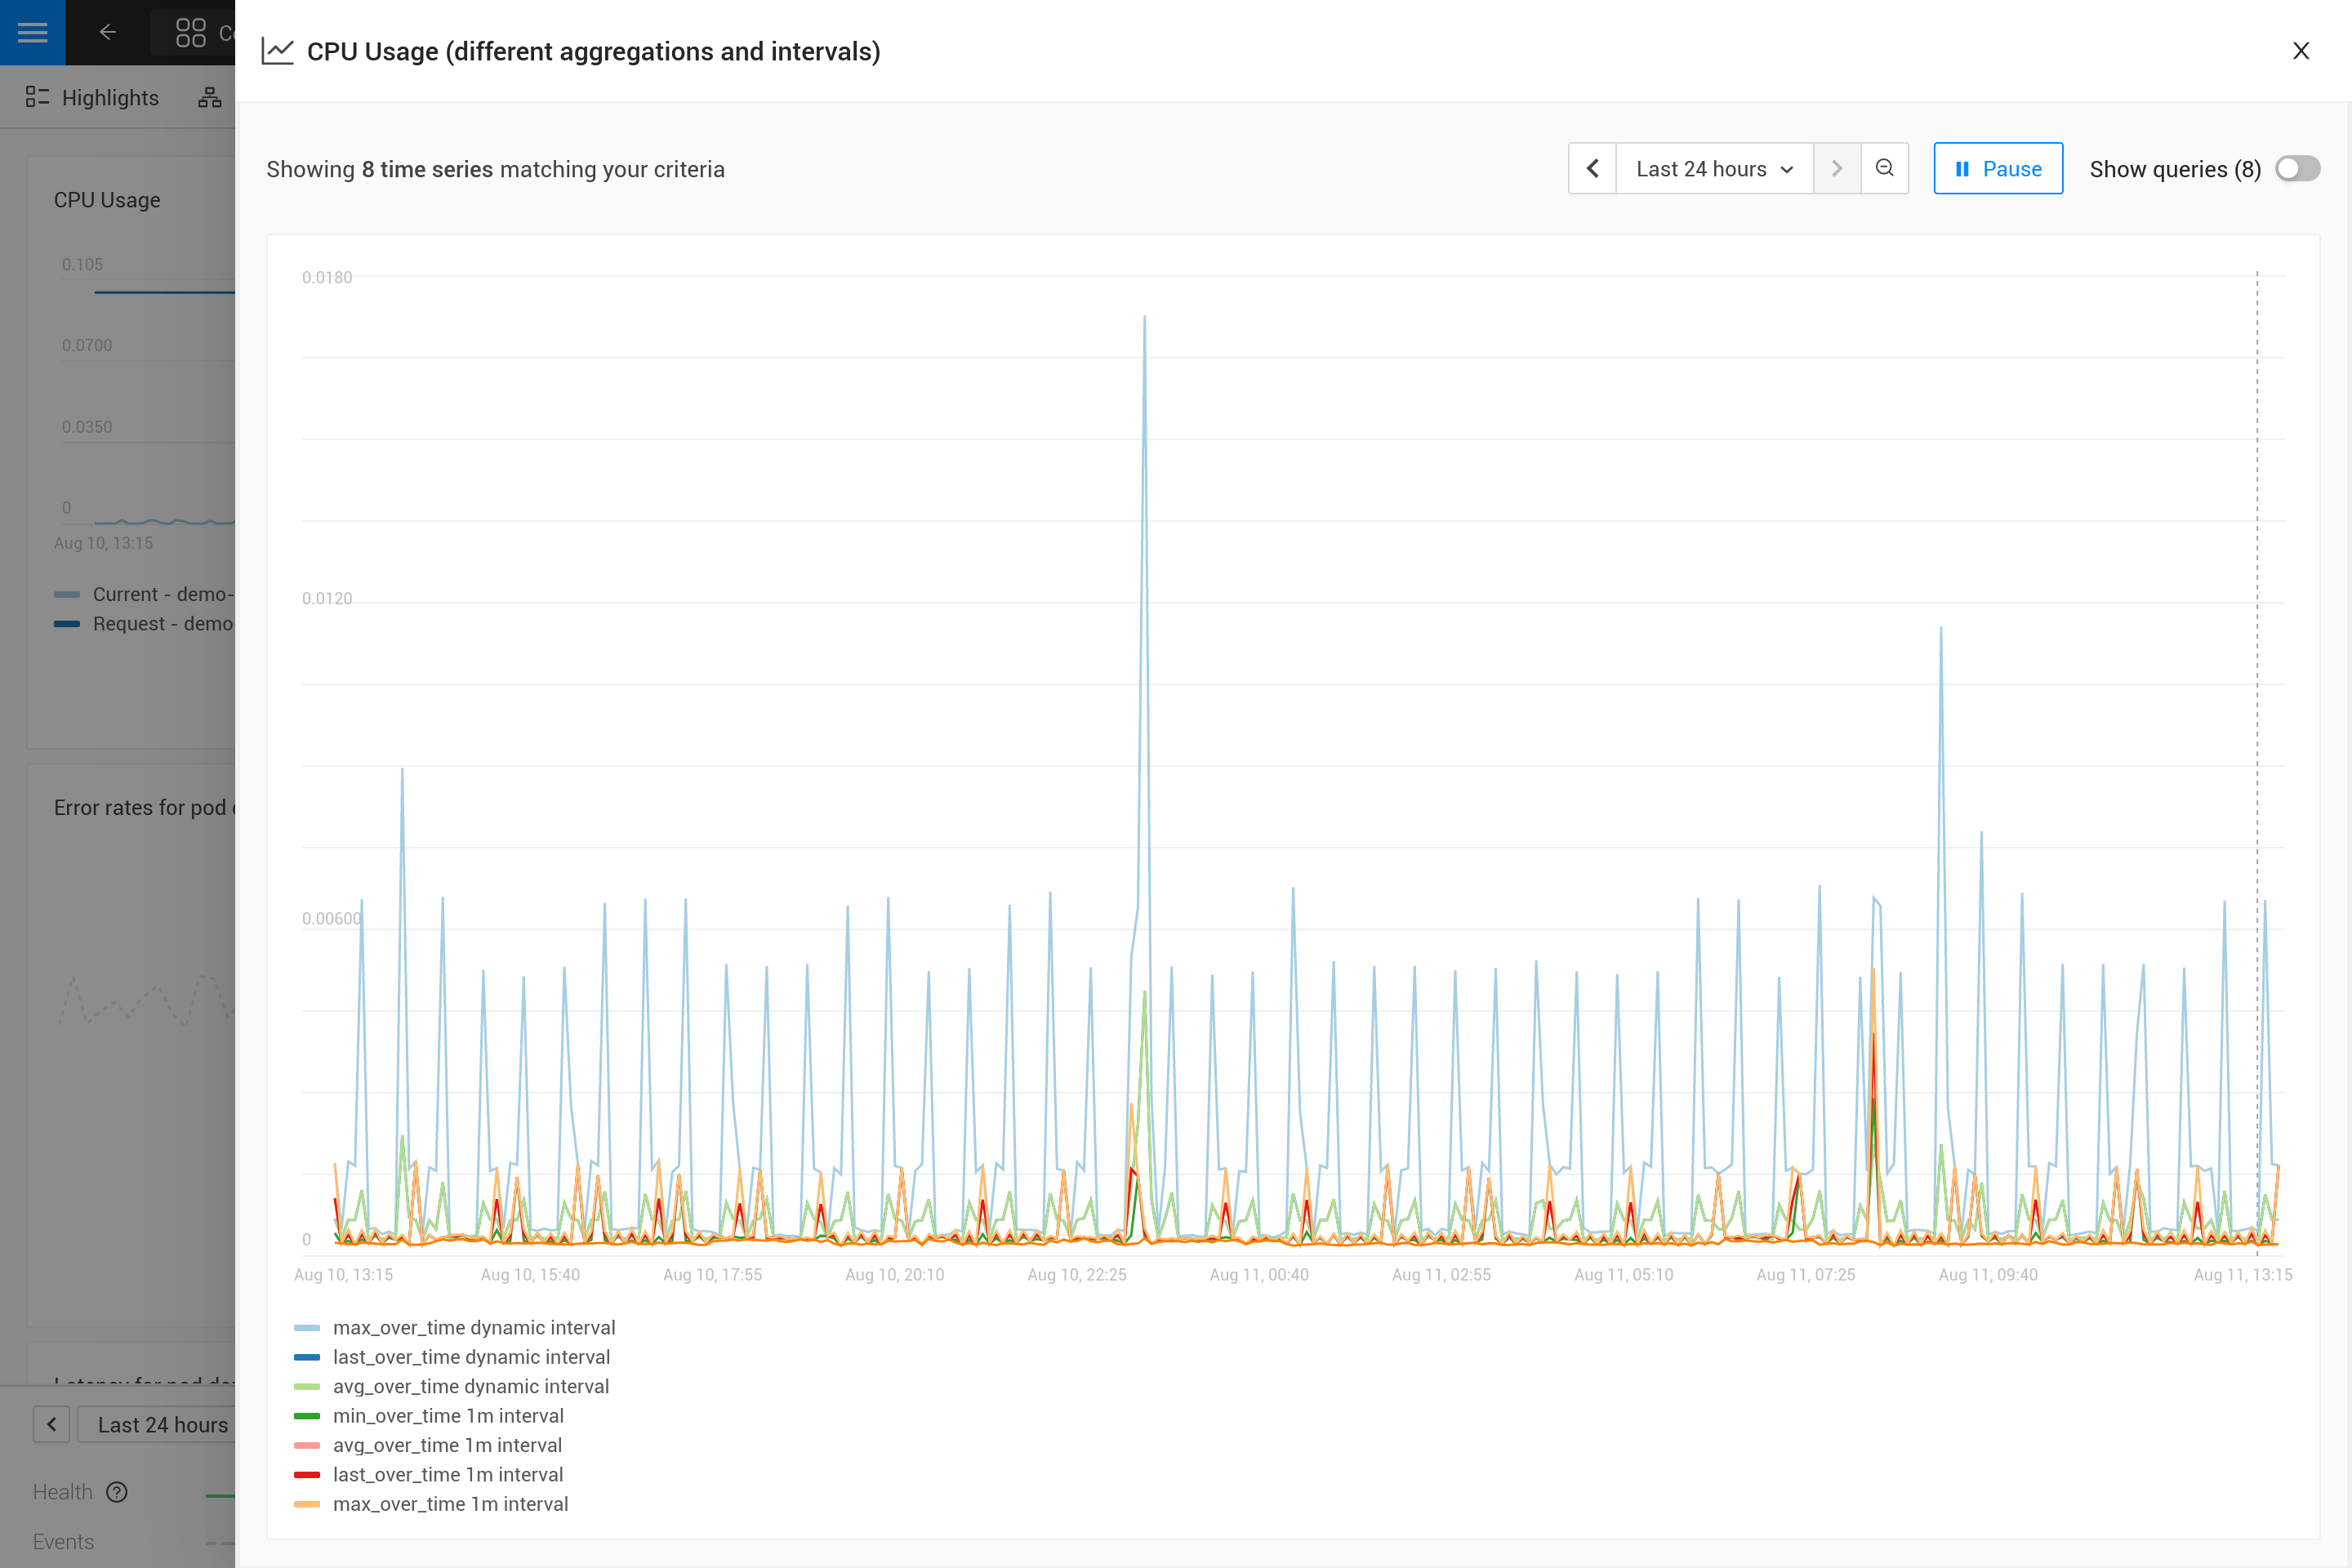 CPU Usage (different aggregations and intervals)
Highlights
Showing 8 time series matching your criteria
Last 24 hours
Pause
Show queries (8)
CPU Usage
0.105
0.0700
0.0350
0
Aug 10, 13:15
Current - demo-
Request - demo
Error rates for pod
0.0180
0.0120
0.00600
0
Aug 10, 13:15
Aug 10, 15:40
Aug 10, 17:55
Aug 10, 20:10
Aug 10, 22:25
Aug 11, 00:40
Aug 11, 02:55
Aug 11, 05:10
Aug 11, 07:25
Aug 11, 09:40
Aug 11, 13:15
max_over_time dynamic interval
last_over_time dynamic interval
avg_over_time dynamic interval
min_over_time 1m interval
avg_over_time 1m interval
last_over_time 1m interval
max_over_time 1m interval
Latency for pod
Last 24 hours
Health
Events